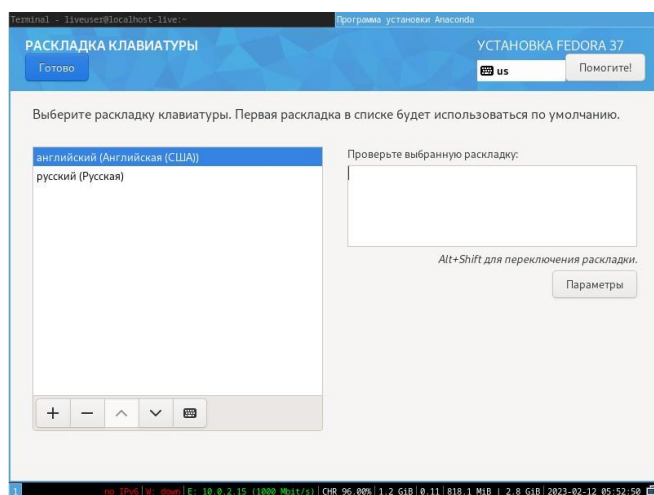 Terminal - liveuser@localhost-live:~
Программа установки Anaconda
РАСКЛАДКА КЛАВИАТУРЫ
УСТАНОВКА FEDORA 37
Готово
us
Помогите!
Выберите раскладку клавиатуры. Первая раскладка в списке будет использоваться по умолчанию.
английский (Английская (США))
русский (Русская)
Проверьте выбранную раскладку:
Alt+Shift для переключения раскладки.
Параметры
1
no IPv6|W: down|E: 10.0.2.15 (1000 Mbit/s)|CHR 96.00%|1.2 GiB|0.11|818.1 MiB | 2.8 GiB|2023-02-12 05:52:50